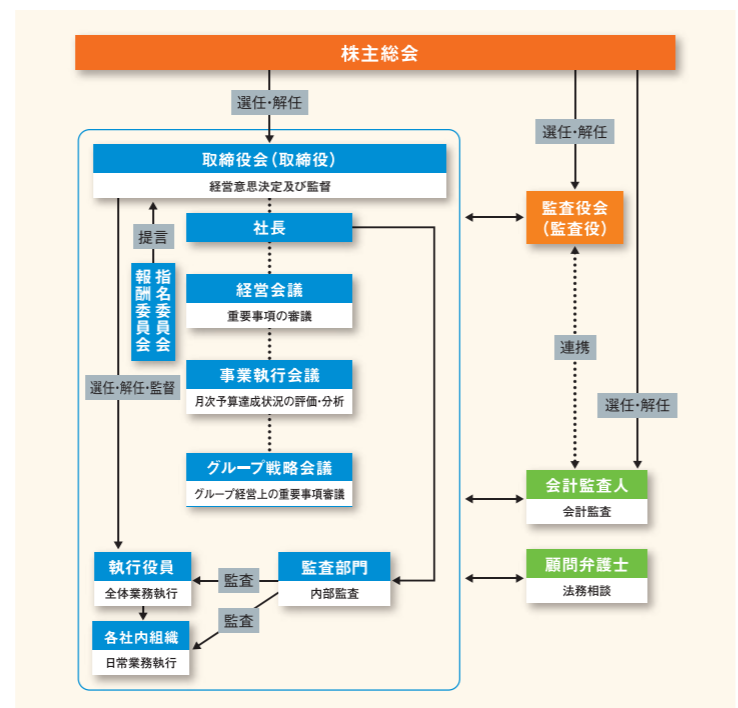 株主総会
選任・解任
選任・解任
取締役会（取締役）
経営意思決定及び監督
監査役会
（監査役）
社長
提言
指名委員会
報酬委員会
経営会議
重要事項の審議
連携
事業執行会議
月次予算達成状況の評価・分析
選任・解任・監督
選任・解任
グループ戦略会議
グループ経営上の重要事項審議
会計監査人
会計監査
執行役員
全体業務執行
監査
監査部門
内部監査
顧問弁護士
法務相談
監査
各社内組織
日常業務執行